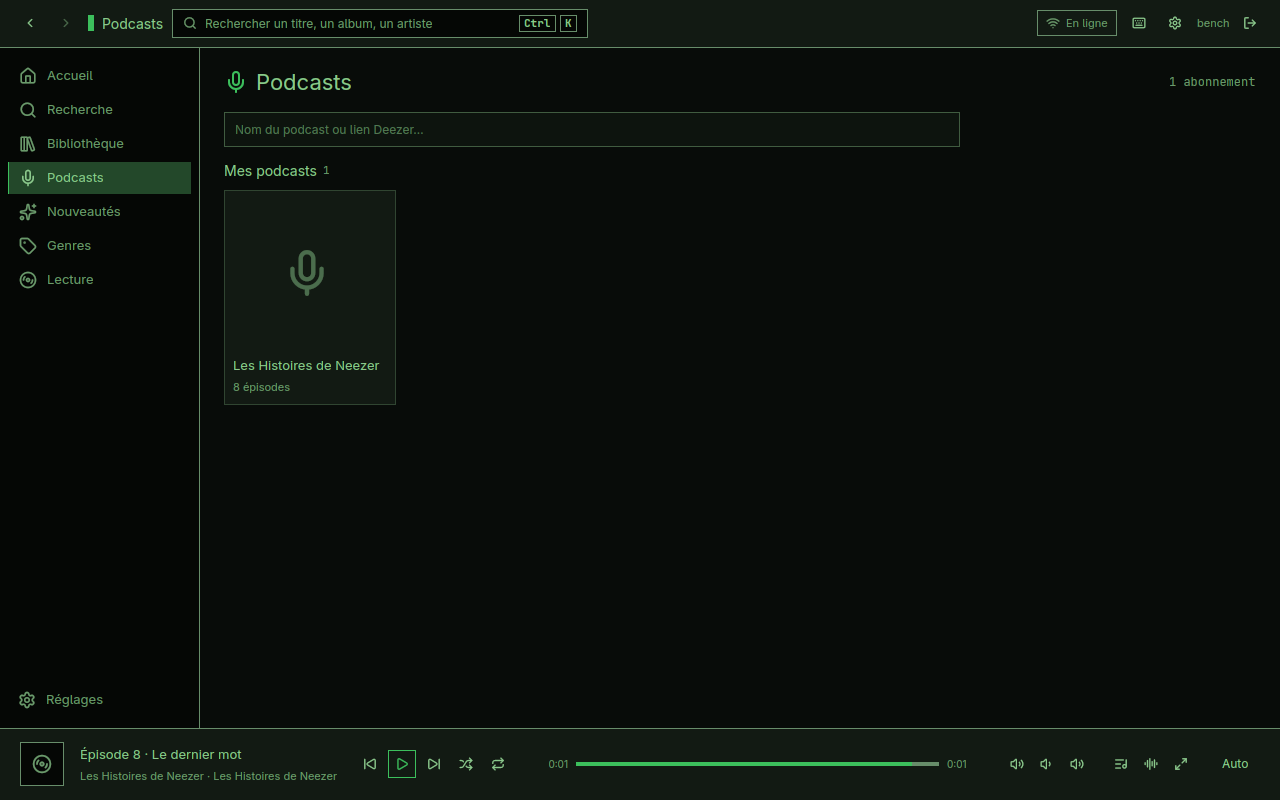 Podcasts
Rechercher un titre, un album, un artiste
Ctrl K
En ligne
bench
Accueil
Recherche
Bibliothèque
Podcasts
Nouveautés
Genres
Lecture
Réglages
Podcasts
1 abonnement
Nom du podcast ou lien Deezer...
Mes podcasts 1
Les Histoires de Neezer
8 épisodes
Épisode 8 · Le dernier mot
Les Histoires de Neezer · Les Histoires de Neezer
0:01
0:01
Auto